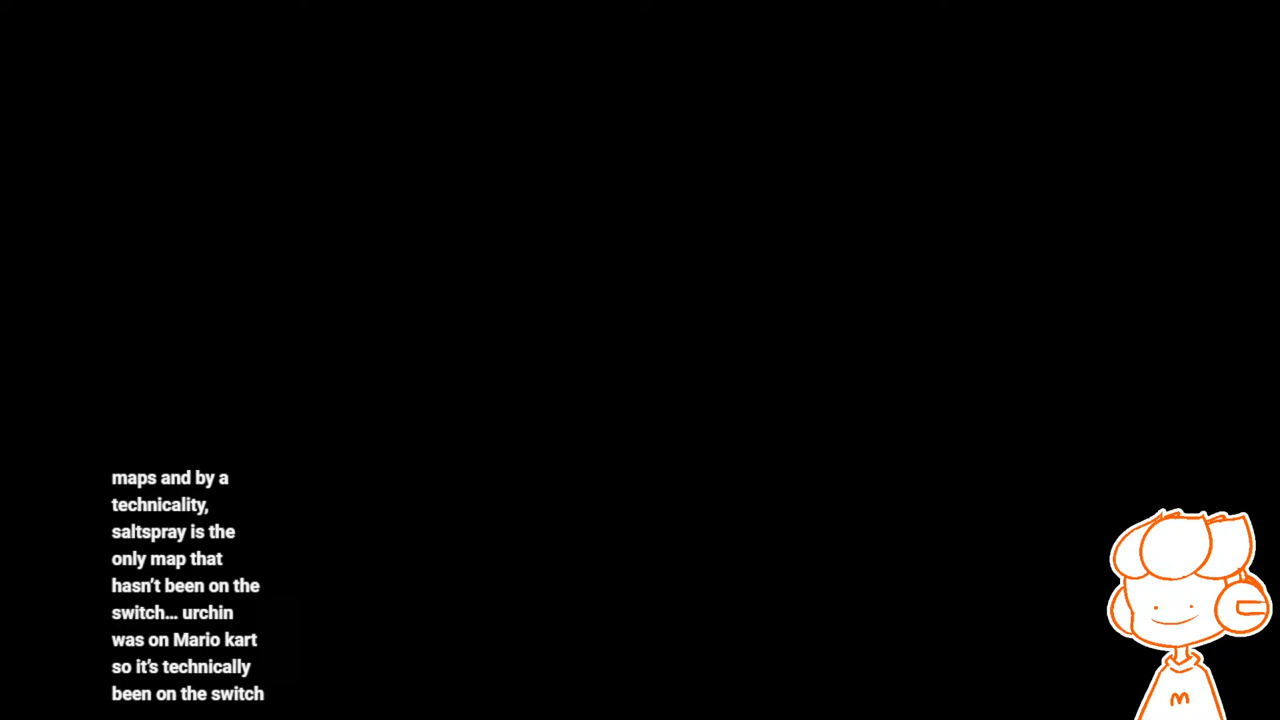 maps and by a
technicality,
saltspray is the
only map that
hasn't been on the
switch... urchin
was on Mario kart
so it's technically
been on the switch
m